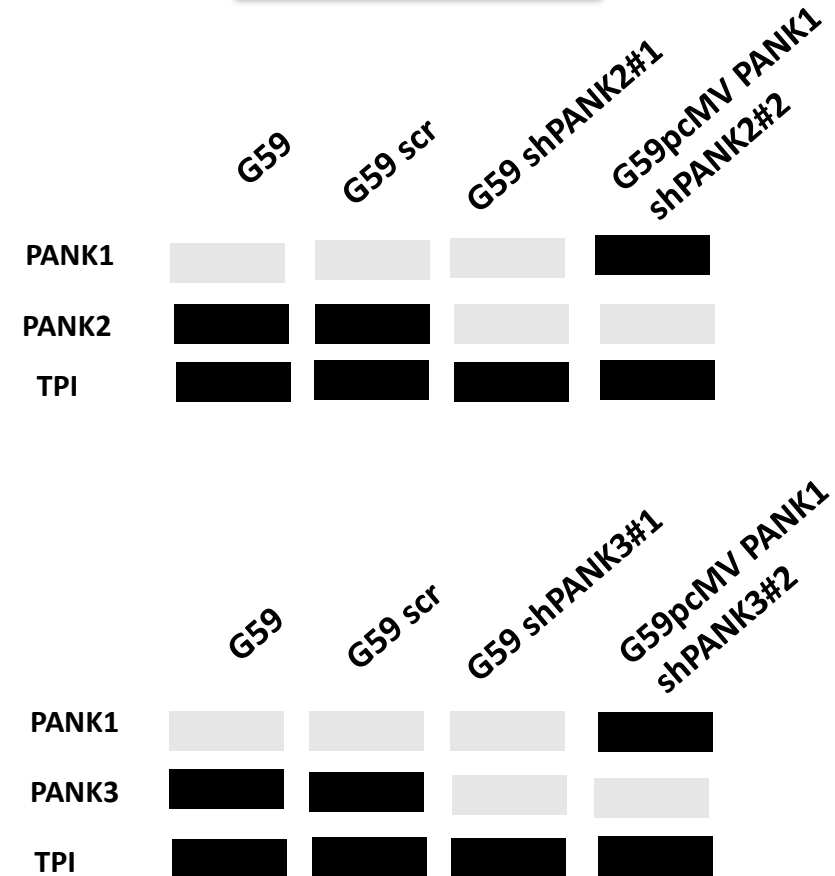 G59
G59 scr
G59 shPANK2#1
G59pcMV PANK1
shPANK2#2
PANK1
PANK2
TPI
G59
G59 scr
G59 shPANK3#1
G59pcMV PANK1
shPANK3#2
PANK1
PANK3
TPI